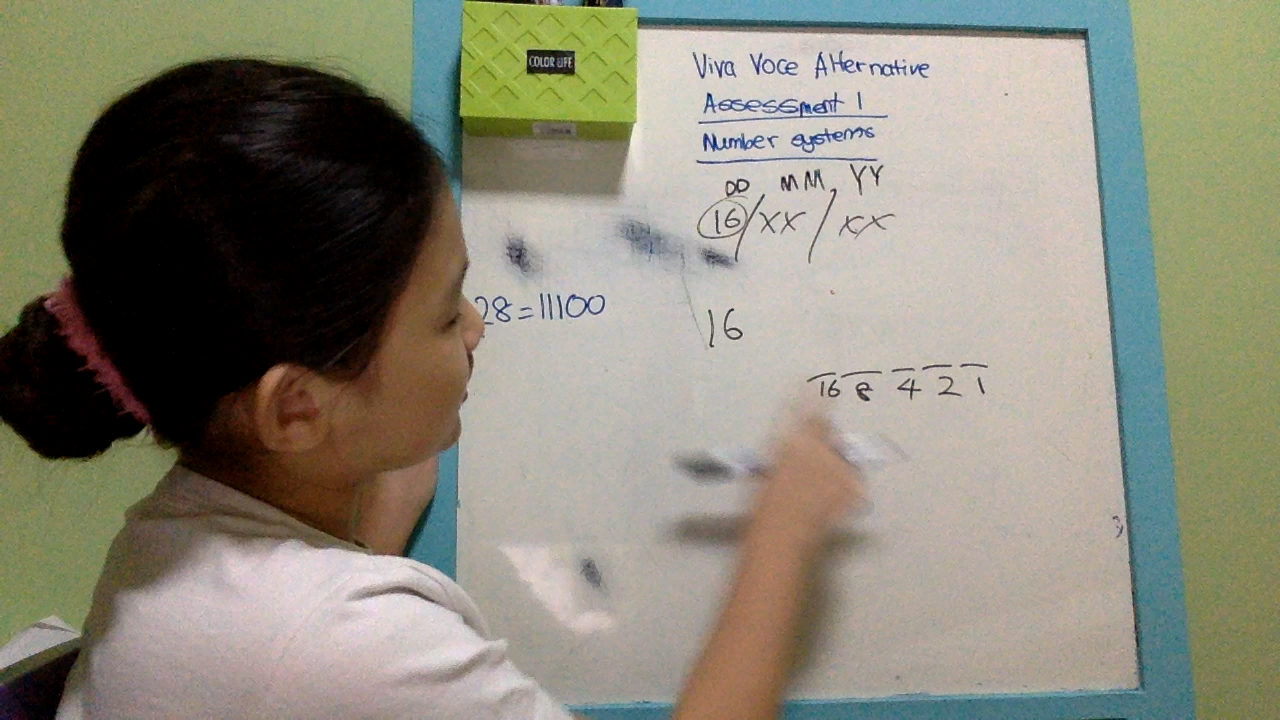 COLOR LIFE
Viva Voce Alternative
Assessment 1
Number systems
DD MM YY
16/XX/XX
28=11100
16
16 8 4 2 1